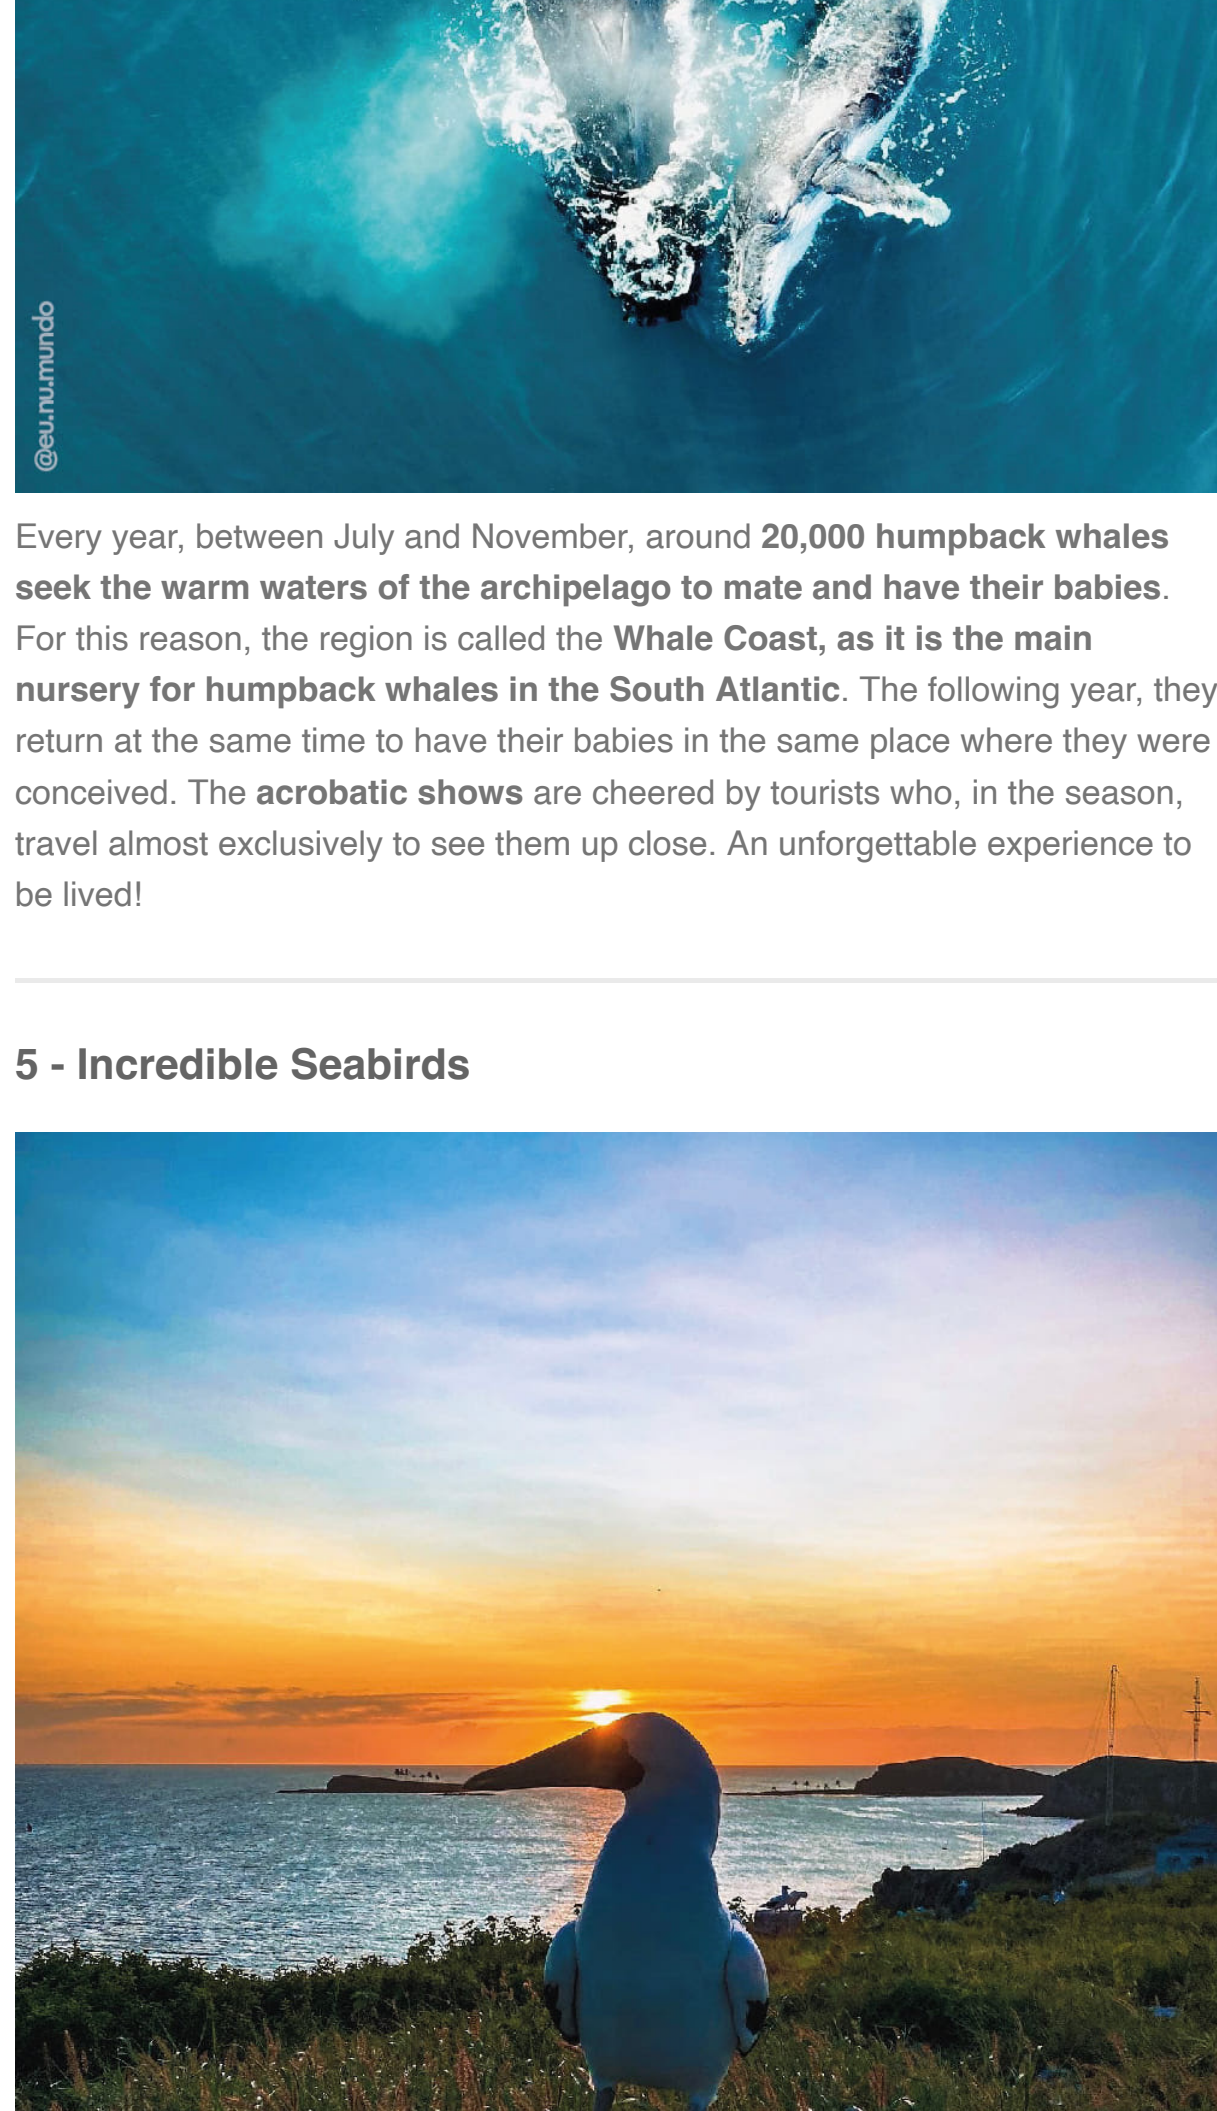 @eu.nu.mundo
Every year, between July and November, around 20,000 humpback whales
seek the warm waters of the archipelago to mate and have their babies.
For this reason, the region is called the Whale Coast, as it is the main
nursery for humpback whales in the South Atlantic. The following year, they
return at the same time to have their babies in the same place where they were
conceived. The acrobatic shows are cheered by tourists who, in the season,
travel almost exclusively to see them up close. An unforgettable experience to
be lived!
5 - Incredible Seabirds